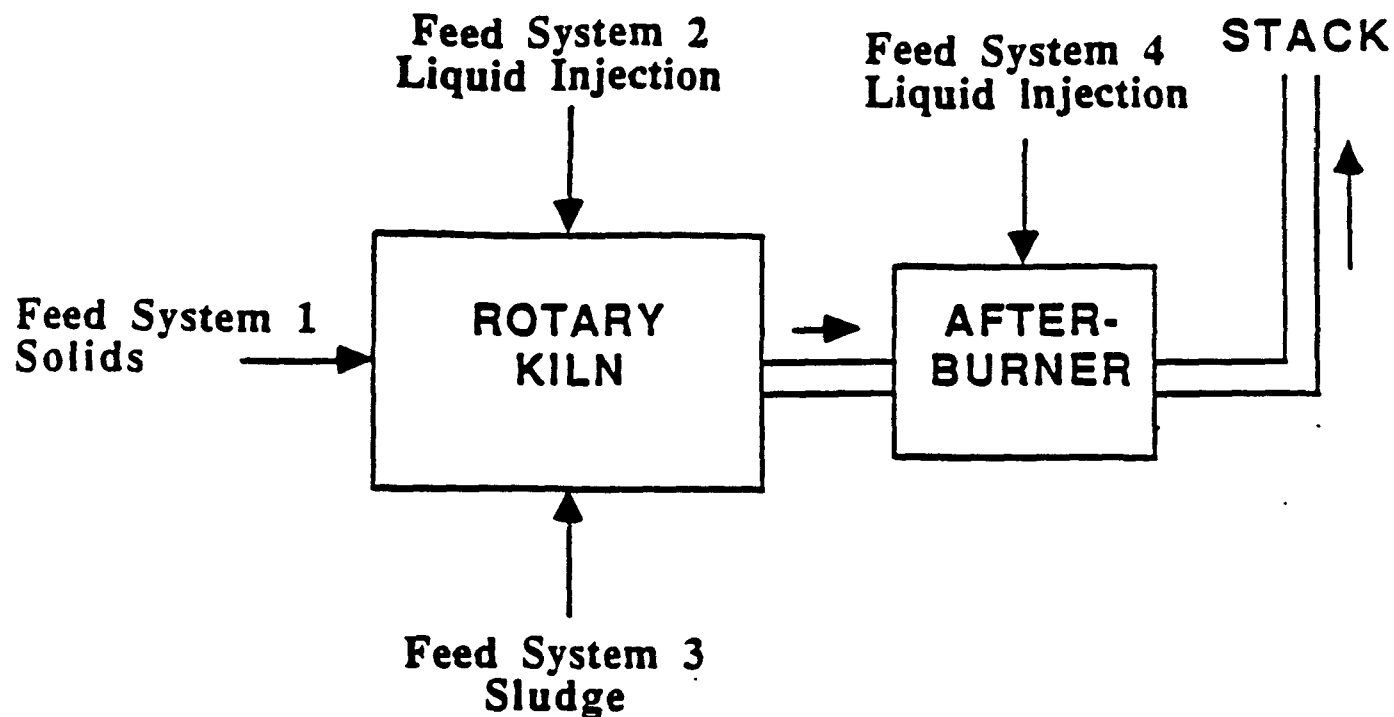 Feed System 2
Liquid Injection
Feed System 4
Liquid Injection
STACK
Feed System 1
Solids
ROTARY
KILN
AFTER-
BURNER
Feed System 3
Sludge